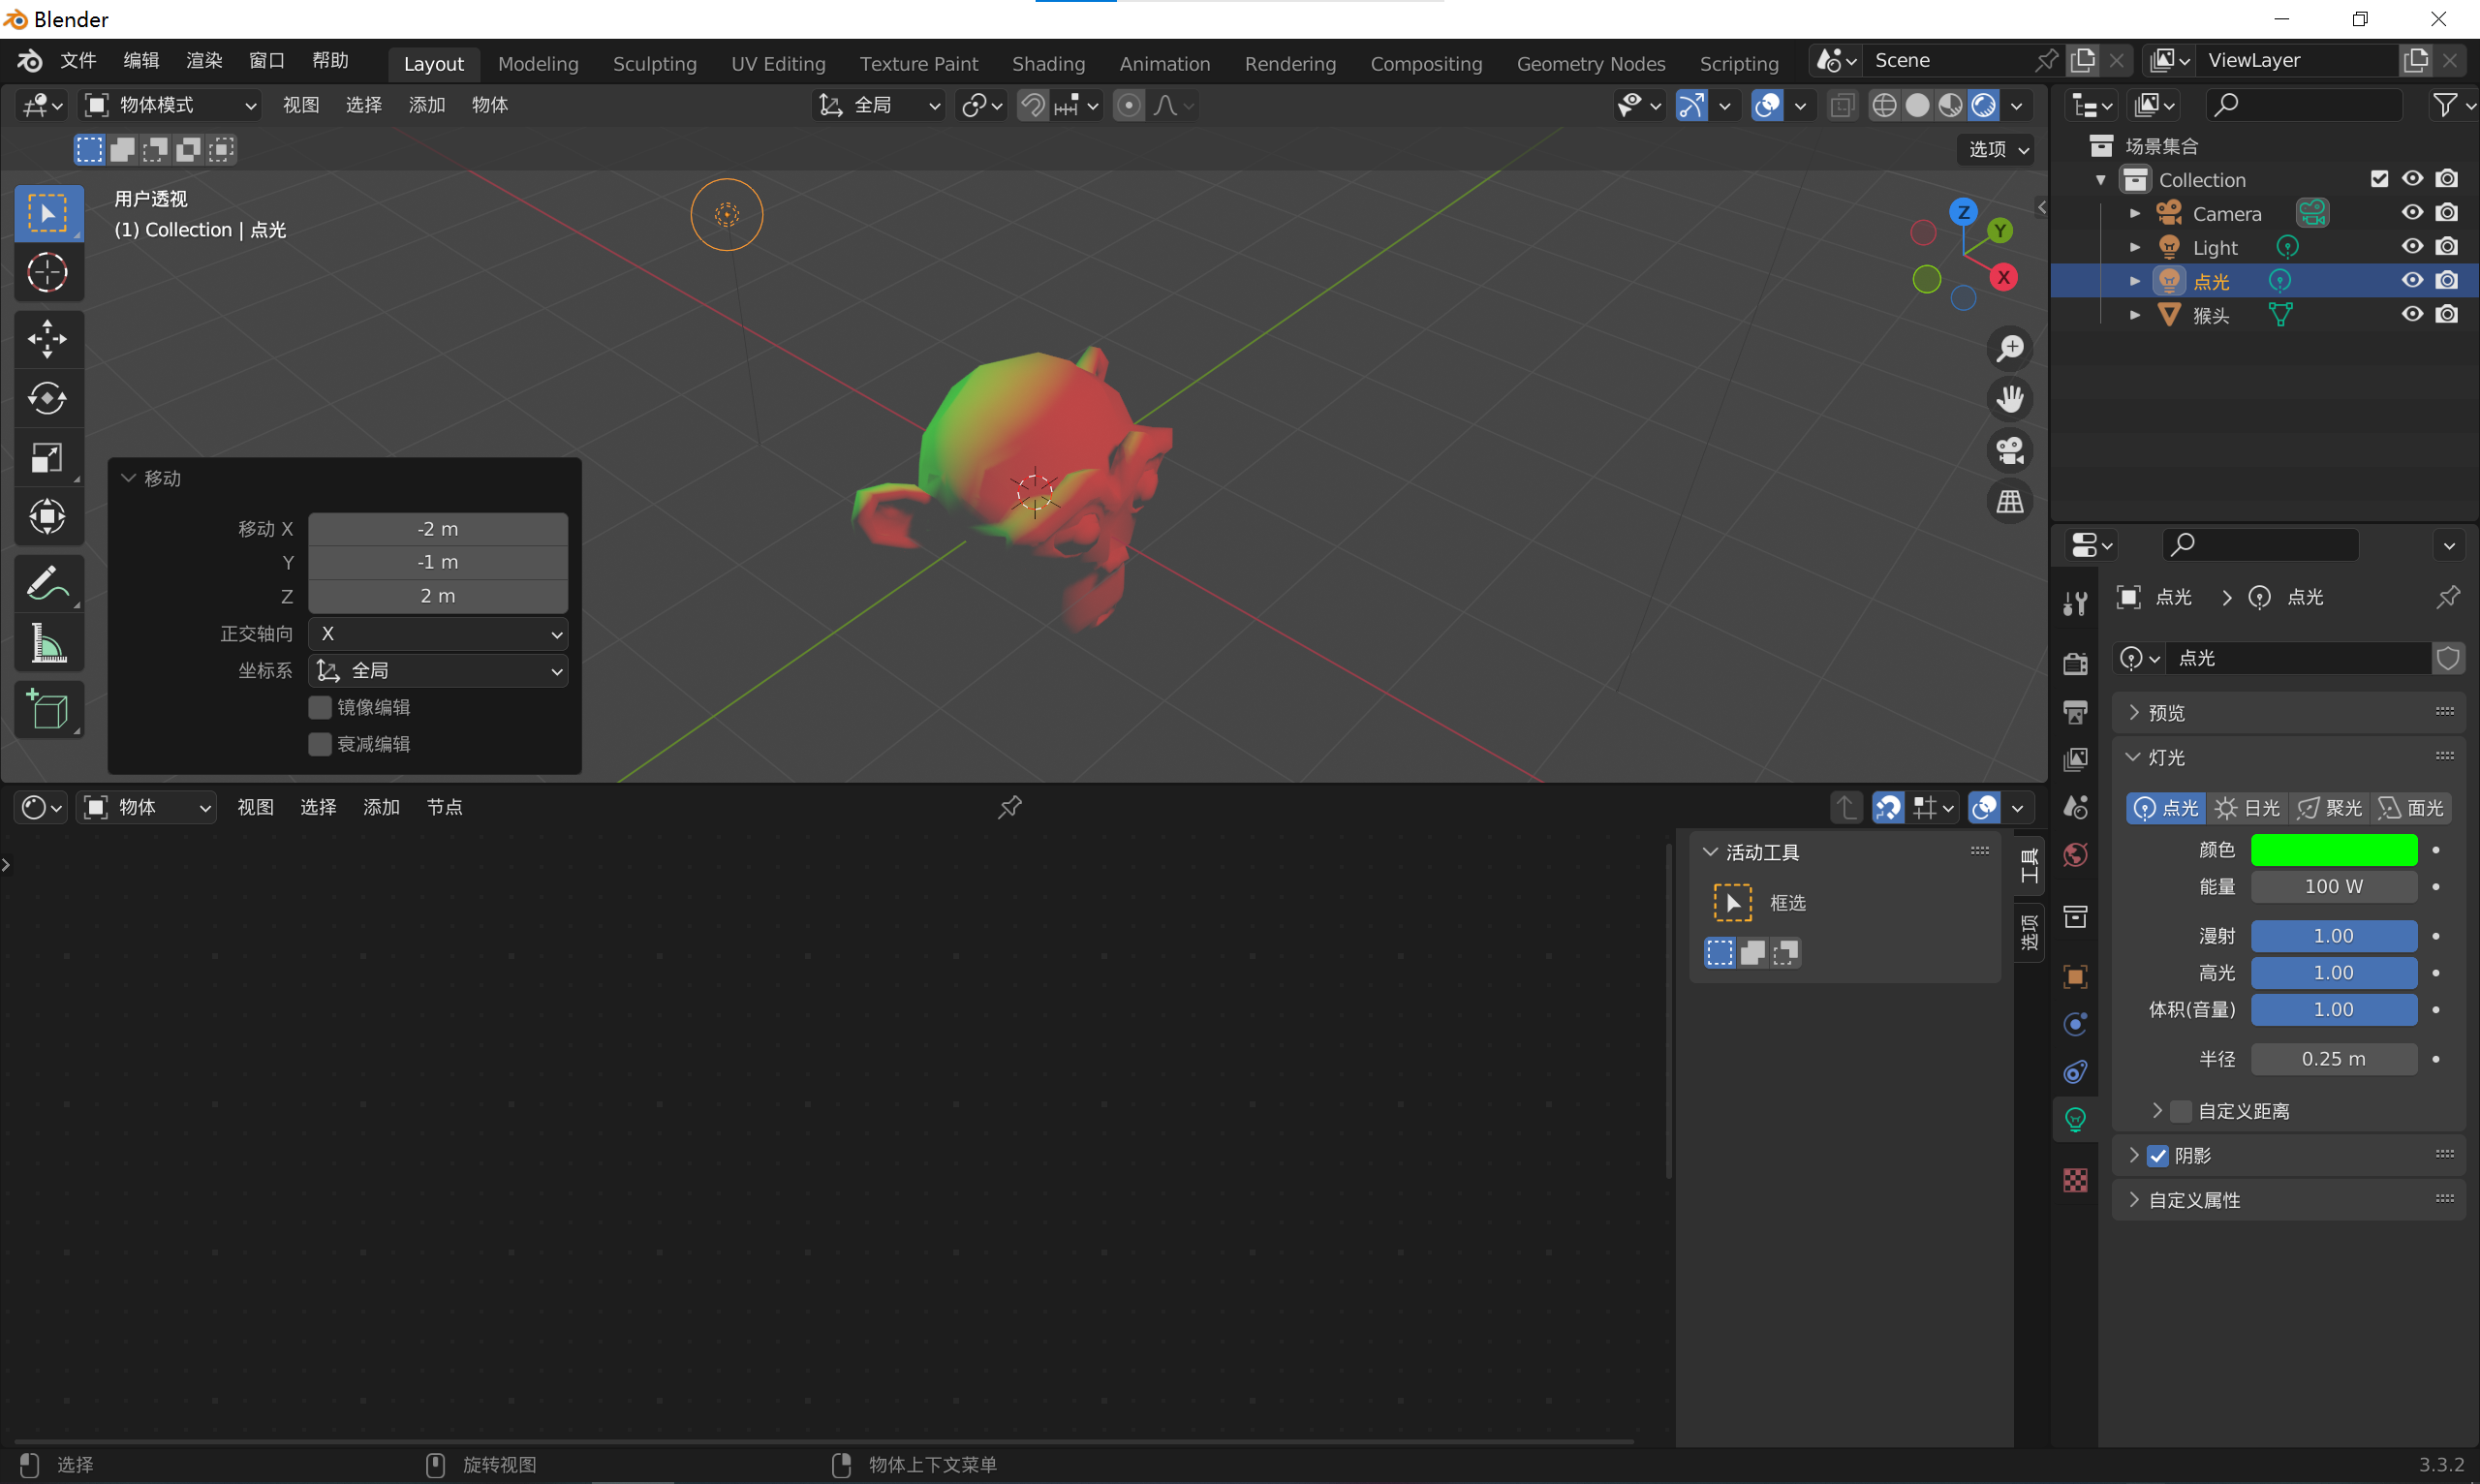 Blender
文件 编辑 渲染 窗口 帮助 Layout Modeling Sculpting UV Editing Texture Paint Shading Animation Rendering Compositing Geometry Nodes Scripting Scene ViewLayer
物体模式 视图 选择 添加 物体 全局
选项
用户透视
(1) Collection | 点光
Z
Y
X
移动
移动 X -2 m
Y -1 m
Z 2 m
正交轴向 X
坐标系 全局
镜像编辑
衰减编辑
场景集合
Collection
Camera
Light
点光
猴头
点光 点光
点光
预览
灯光
点光 日光 聚光 面光
颜色
能量 100 W
漫射 1.00
高光 1.00
体积(音量) 1.00
半径 0.25 m
自定义距离
阴影
自定义属性
物体 视图 选择 添加 节点
活动工具
框选
工具
选项
选择 旋转视图 物体上下文菜单 3.3.2